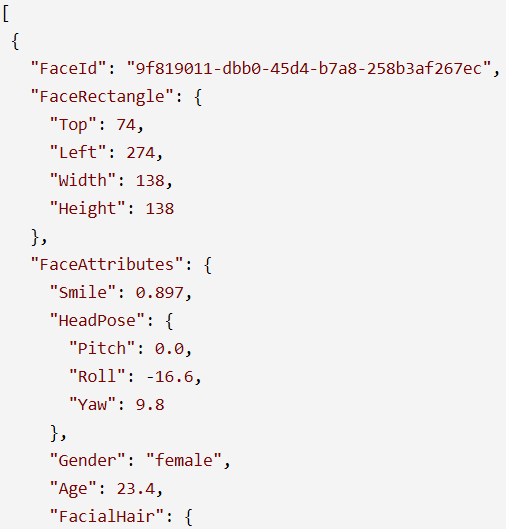 [
{
"FaceId": "9f819011-dbb0-45d4-b7a8-258b3af267ec",
"FaceRectangle": {
"Top": 74,
"Left": 274,
"Width": 138,
"Height": 138
},
"FaceAttributes": {
"Smile": 0.897,
"HeadPose": {
"Pitch": 0.0,
"Roll": -16.6,
"Yaw": 9.8
},
"Gender": "female",
"Age": 23.4,
"FacialHair": {